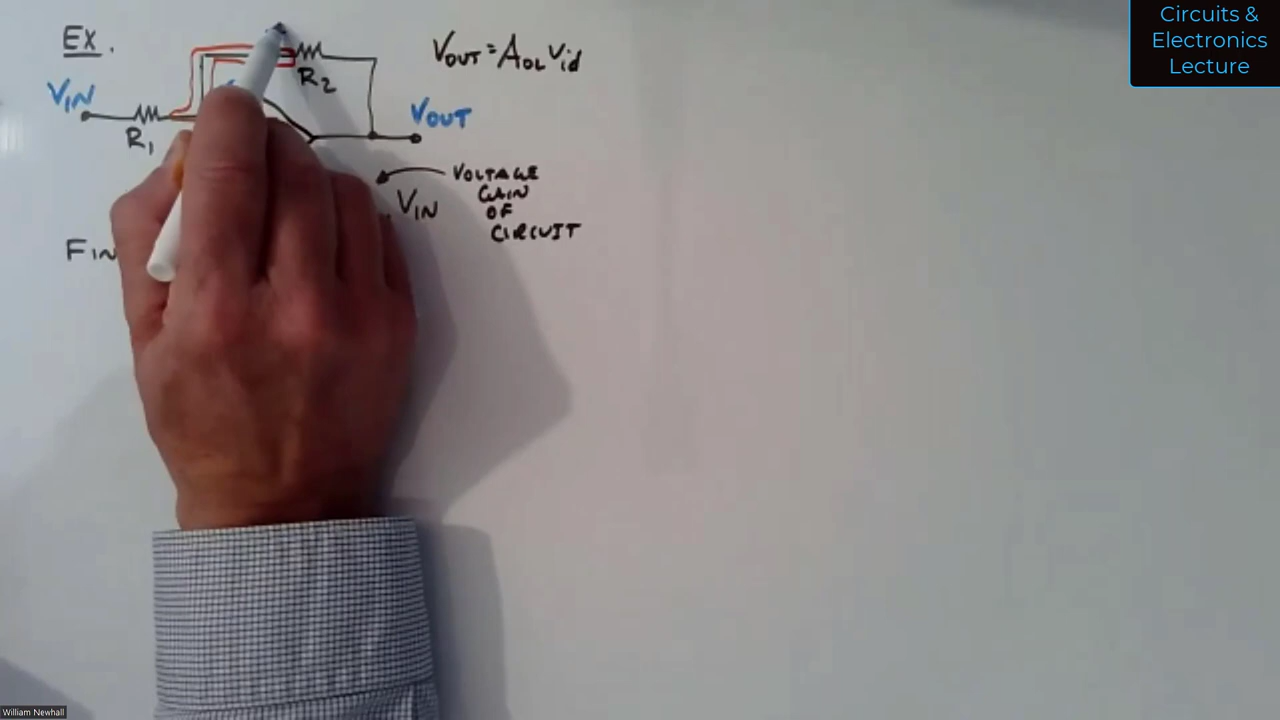 Circuits &
Electronics
Lecture
EX.
VOUT = AOL Vid
R2
VIN
VOUT
R1
VOLTAGE
GAIN
OF
CIRCUIT
VIN
William Newhall